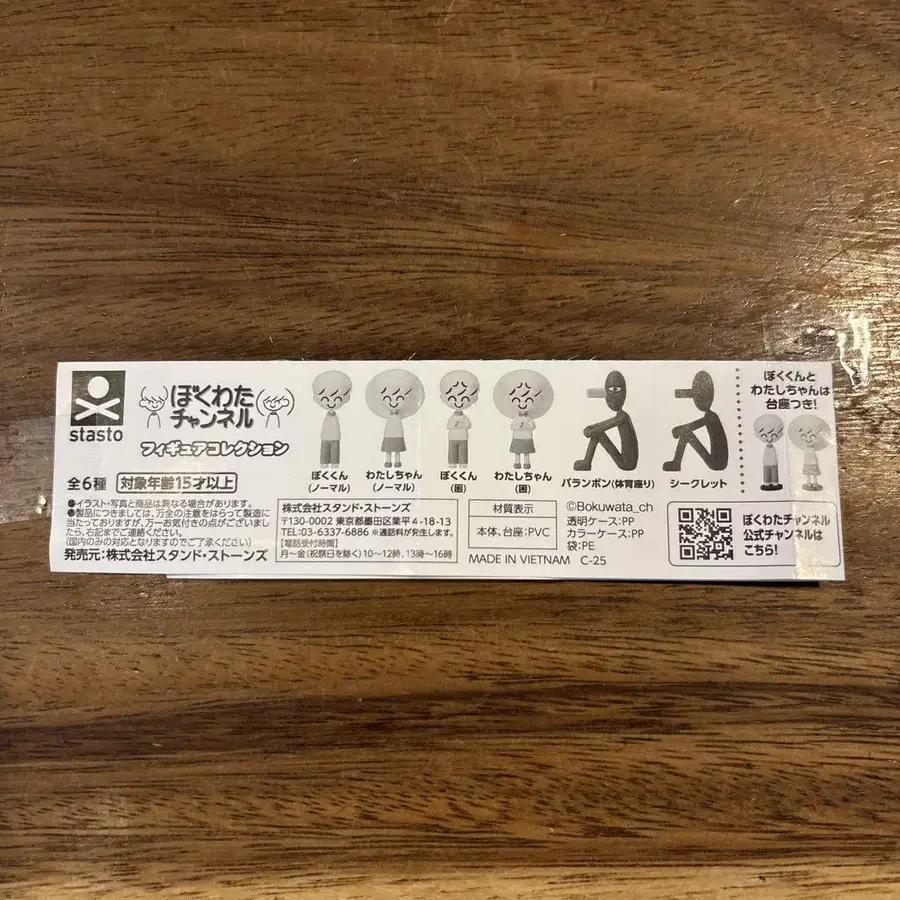 stasto
ぼくわた
チャンネル
フィギュアコレクション
全6種 対象年齢15才以上
●イラスト・写真と商品は異なる場合があります。
●製品につきましては、万全の注意をはらって製造に
当たっておりますが、万一お気付きの点がございまし
たら、右記までご連絡ください。
(国内のみの対応となりますのでご了承ください)
発売元:株式会社スタンド・ストーンズ
ぼくくん
(ノーマル)
わたしちゃん
(ノーマル)
ぼくくん
(困)
わたしちゃん
(困)
バランポン(体育座り)
シークレット
株式会社スタンド・ストーンズ
〒130-0002 東京都墨田区業平4-18-13
TEL:03-6337-6886 ※通話料が発生します。
【電話受付時間】
月〜金(祝祭日を除く)10〜12時、13時〜16時
材質表示
本体、台座:PVC
MADE IN VIETNAM C-25
©Bokuwata_ch
透明ケース:PP
カラーケース:PP
袋:PE
ぼくくんと
わたしちゃんは
台座つき!
ぼくわたチャンネル
公式チャンネルは
こちら!